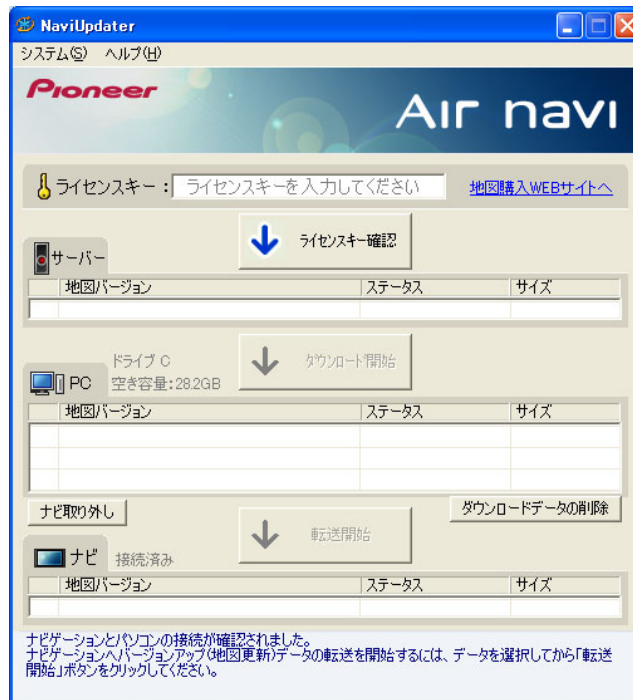 NaviUpdater
システム(S) ヘルプ(H)
Pioneer
AIr navI
ライセンスキー： ライセンスキーを入力してください 地図購入WEBサイトへ
ライセンスキー確認
サーバー
地図バージョン ステータス サイズ
ドライブ C
ダウンロード開始
PC 空き容量:28.2GB
地図バージョン ステータス サイズ
ナビ取り外し ダウンロードデータの削除
転送開始
ナビ 接続済み
地図バージョン ステータス サイズ
ナビゲーションとパソコンの接続が確認されました。
ナビゲーションへバージョンアップ(地図更新)データの転送を開始するには、データを選択してから「転送
開始」ボタンをクリックしてください。